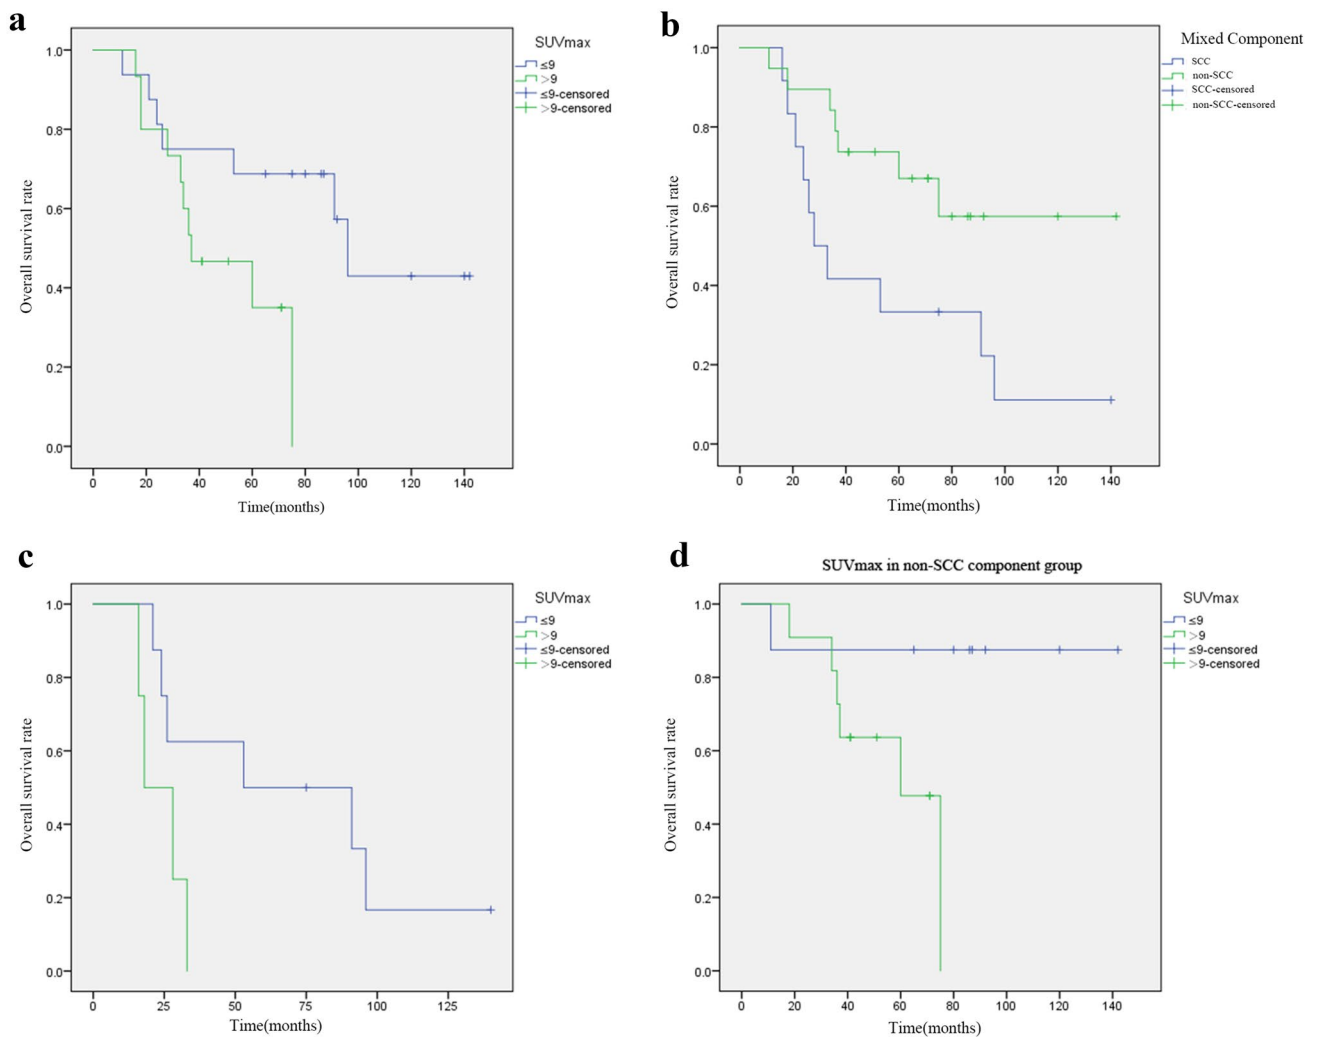 a
SUVmax
≤9
>9
≤9-censored
>9-censored
1.0
0.8
0.6
0.4
0.2
0.0
Overall survival rate
0 20 40 60 80 100 120 140
Time(months)
b
Mixed Component
SCC
non-SCC
SCC-censored
non-SCC-censored
1.0
0.8
0.6
0.4
0.2
0.0
Overall survival rate
0 20 40 60 80 100 120 140
Time(months)
c
SUVmax
≤9
>9
≤9-censored
>9-censored
1.0
0.8
0.6
0.4
0.2
0.0
Overall survival rate
0 25 50 75 100 125
Time(months)
d
SUVmax in non-SCC component group
SUVmax
≤9
>9
≤9-censored
>9-censored
1.0
0.8
0.6
0.4
0.2
0.0
Overall survival rate
0 20 40 60 80 100 120 140
Time(months)